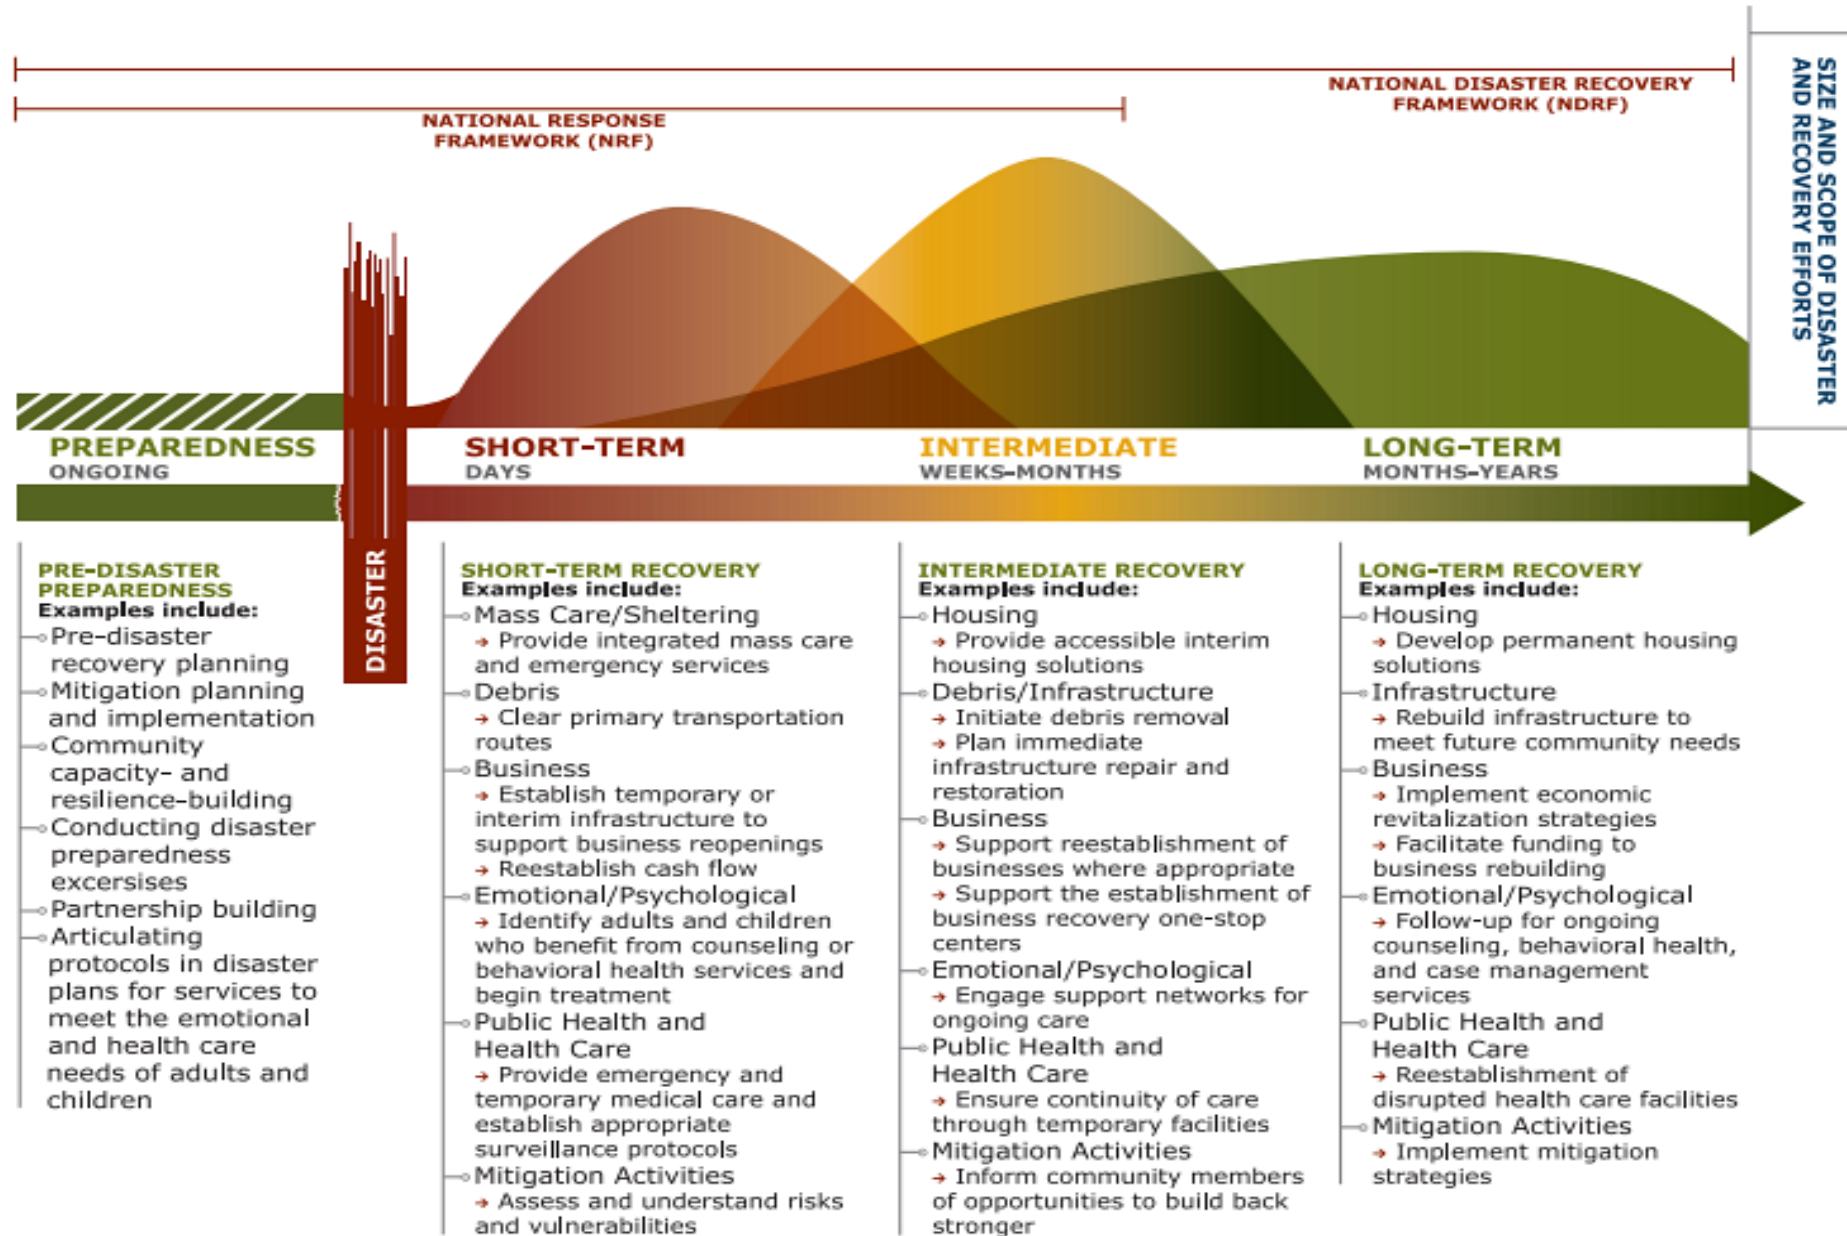 NATIONAL DISASTER RECOVERY
FRAMEWORK (NDRF)
NATIONAL RESPONSE
FRAMEWORK (NRF)
SIZE AND SCOPE OF DISASTER
AND RECOVERY EFFORTS
PREPAREDNESS
ONGOING
SHORT-TERM
DAYS
INTERMEDIATE
WEEKS-MONTHS
LONG-TERM
MONTHS-YEARS
DISASTER
PRE-DISASTER
PREPAREDNESS
Examples include:
Pre-disaster
recovery planning
Mitigation planning
and implementation
Community
capacity- and
resilience-building
Conducting disaster
preparedness
excersises
Partnership building
Articulating
protocols in disaster
plans for services to
meet the emotional
and health care
needs of adults and
children
SHORT-TERM RECOVERY
Examples include:
Mass Care/Sheltering
→ Provide integrated mass care
and emergency services
Debris
→ Clear primary transportation
routes
Business
→ Establish temporary or
interim infrastructure to
support business reopenings
→ Reestablish cash flow
Emotional/Psychological
→ Identify adults and children
who benefit from counseling or
behavioral health services and
begin treatment
Public Health and
Health Care
→ Provide emergency and
temporary medical care and
establish appropriate
surveillance protocols
Mitigation Activities
→ Assess and understand risks
and vulnerabilities
INTERMEDIATE RECOVERY
Examples include:
Housing
→ Provide accessible interim
housing solutions
Debris/Infrastructure
→ Initiate debris removal
→ Plan immediate
infrastructure repair and
restoration
Business
→ Support reestablishment of
businesses where appropriate
→ Support the establishment of
business recovery one-stop
centers
Emotional/Psychological
→ Engage support networks for
ongoing care
Public Health and
Health Care
→ Ensure continuity of care
through temporary facilities
Mitigation Activities
→ Inform community members
of opportunities to build back
stronger
LONG-TERM RECOVERY
Examples include:
Housing
→ Develop permanent housing
solutions
Infrastructure
→ Rebuild infrastructure to
meet future community needs
Business
→ Implement economic
revitalization strategies
→ Facilitate funding to
business rebuilding
Emotional/Psychological
→ Follow-up for ongoing
counseling, behavioral health,
and case management
services
Public Health and
Health Care
→ Reestablishment of
disrupted health care facilities
Mitigation Activities
→ Implement mitigation
strategies